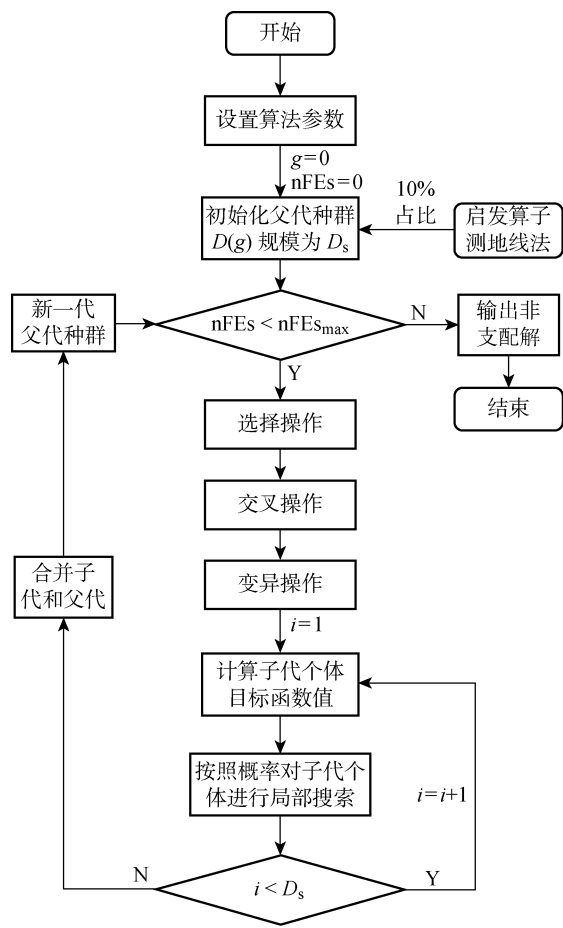 开始
设置算法参数
g=0
nFEs=0
10%
占比
初始化父代种群
D(g) 规模为 Ds
启发算子
测地线法
新一代
父代种群
nFEs < nFEsmax
N
输出非
支配解
Y
结束
选择操作
交叉操作
变异操作
合并子
代和父代
i=1
计算子代个体
目标函数值
按照概率对子代个
体进行局部搜索
i=i+1
N
i < Ds
Y